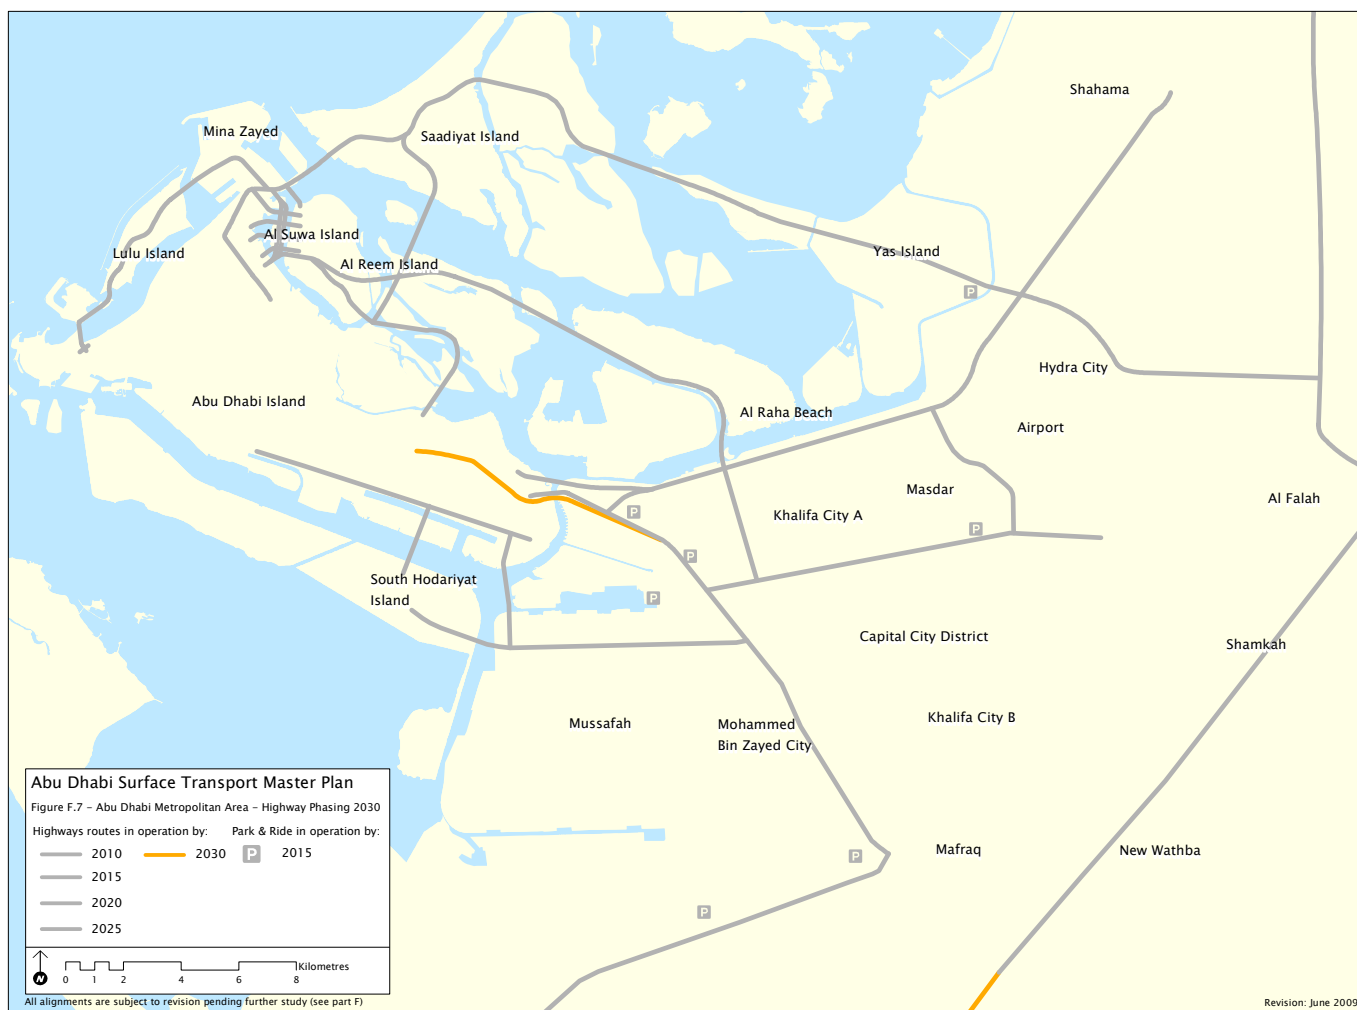 Shahama
Mina Zayed
Saadiyat Island
Al Suwa Island
Lulu Island
Yas Island
Al Reem Island
P
Hydra City
Abu Dhabi Island
Al Raha Beach
Airport
Masdar
Al Falah
Khalifa City A
P
P
P
South Hodariyat
Island
P
Capital City District
Shamkah
Mussafah
Mohammed
Bin Zayed City
Khalifa City B
Mafraq
New Wathba
P
P
Abu Dhabi Surface Transport Master Plan
Figure F.7 – Abu Dhabi Metropolitan Area – Highway Phasing 2030
Highways routes in operation by: Park & Ride in operation by:
2010 2030 P 2015
2015
2020
2025
N
Kilometres
0 1 2 4 6 8
All alignments are subject to revision pending further study (see part F)
Revision: June 2009